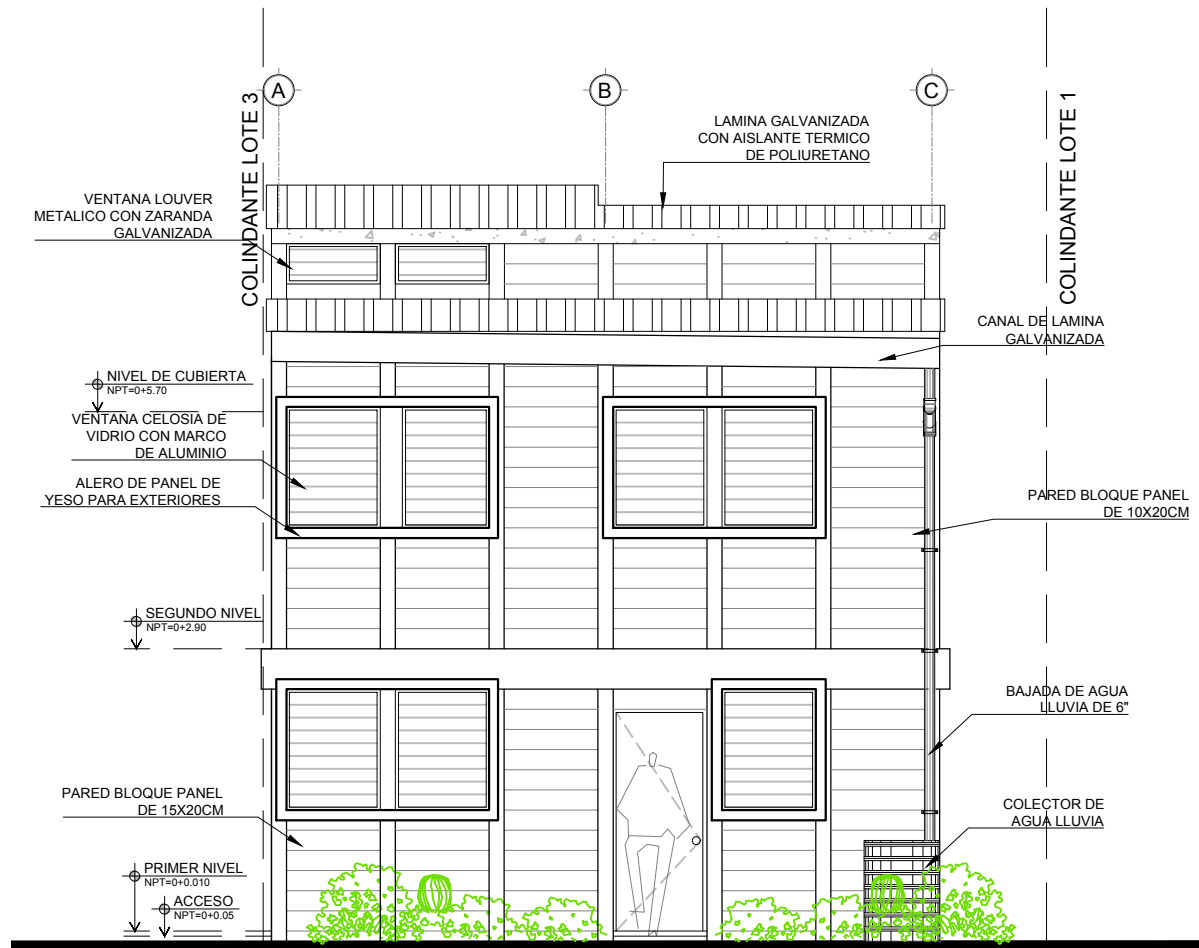 A
B
C
COLINDANTE LOTE 3
COLINDANTE LOTE 1
LAMINA GALVANIZADA
CON AISLANTE TERMICO
DE POLIURETANO
VENTANA LOUVER
METALICO CON ZARANDA
GALVANIZADA
CANAL DE LAMINA
GALVANIZADA
NIVEL DE CUBIERTA
NPT=0+5.70
VENTANA CELOSIA DE
VIDRIO CON MARCO
DE ALUMINIO
ALERO DE PANEL DE
YESO PARA EXTERIORES
PARED BLOQUE PANEL
DE 10X20CM
SEGUNDO NIVEL
NPT=0+2.90
BAJADA DE AGUA
LLUVIA DE 6"
PARED BLOQUE PANEL
DE 15X20CM
COLECTOR DE
AGUA LLUVIA
PRIMER NIVEL
NPT=0+0.010
ACCESO
NPT=0+0.05